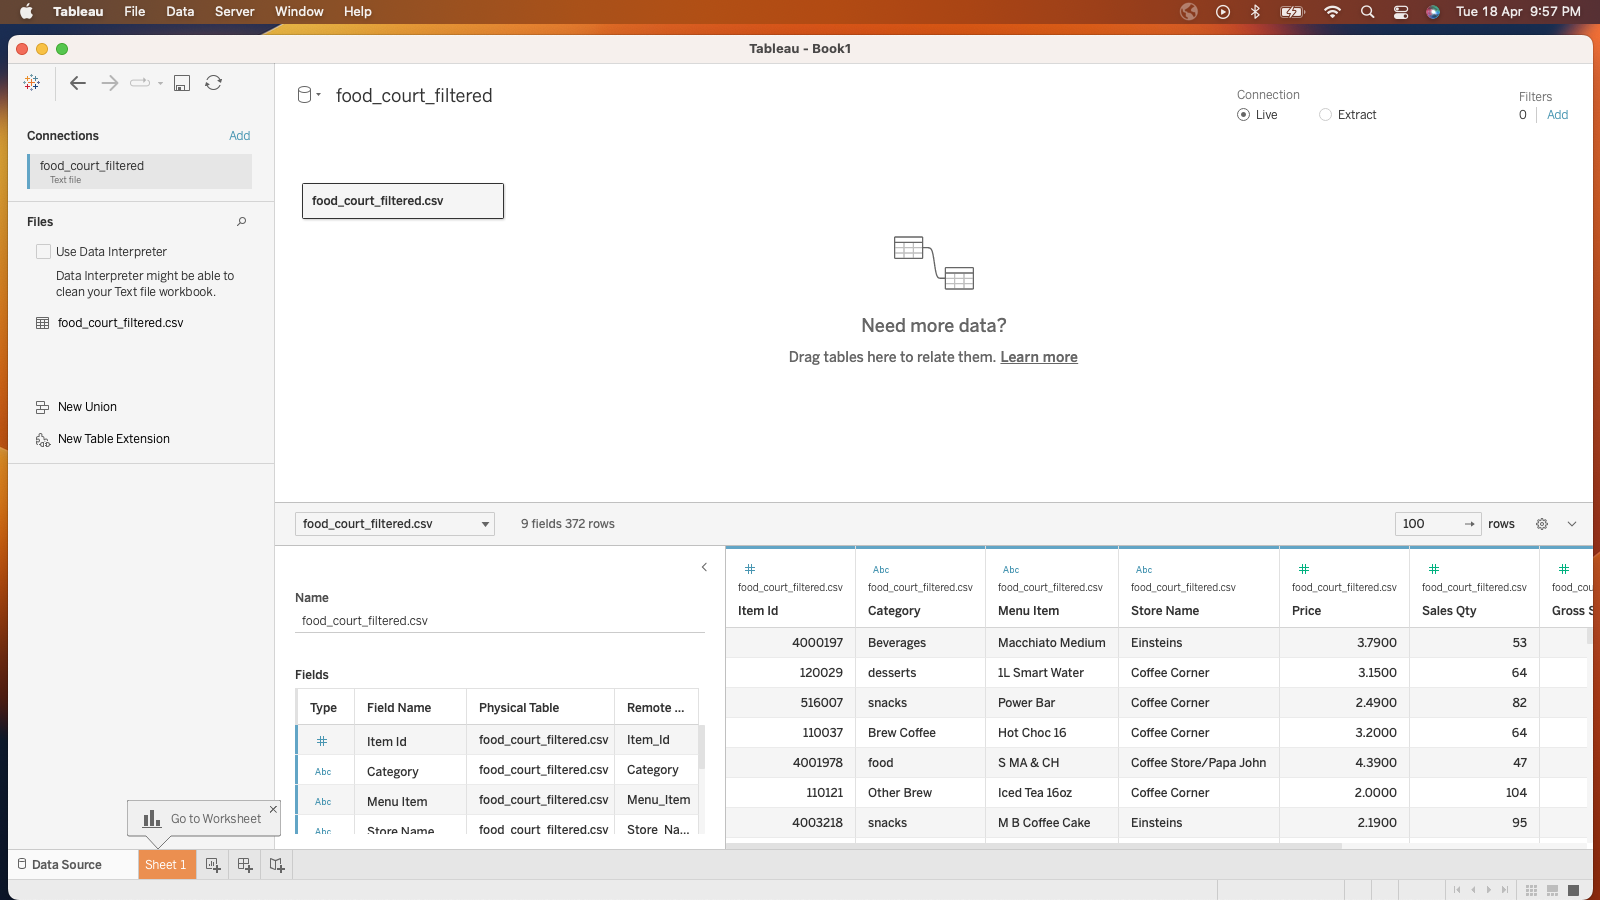 Tableau File Data Server Window Help Tue 18 Apr 9:57 PM
Tableau - Book1
food_court_filtered
Connection
Live Extract
Filters
0 Add
Connections Add
food_court_filtered
Text file
Files
Use Data Interpreter
Data Interpreter might be able to
clean your Text file workbook.
food_court_filtered.csv
New Union
New Table Extension
food_court_filtered.csv
Need more data?
Drag tables here to relate them. Learn more
food_court_filtered.csv 9 fields 372 rows 100 rows
Name
food_court_filtered.csv
Fields
Type Field Name Physical Table Remote ...
# Item Id food_court_filtered.csv Item_Id
Abc Category food_court_filtered.csv Category
Abc Menu Item food_court_filtered.csv Menu_Item
Abc Store Name food_court_filtered.csv Store_Na...
# Abc Abc Abc # # #
food_court_filtered.csv food_court_filtered.csv food_court_filtered.csv food_court_filtered.csv food_court_filtered.csv food_court_filtered.csv food_cou
Item Id Category Menu Item Store Name Price Sales Qty Gross S
4000197 Beverages Macchiato Medium Einsteins 3.7900 53
120029 desserts 1L Smart Water Coffee Corner 3.1500 64
516007 snacks Power Bar Coffee Corner 2.4900 82
110037 Brew Coffee Hot Choc 16 Coffee Corner 3.2000 64
4001978 food S MA & CH Coffee Store/Papa John 4.3900 47
110121 Other Brew Iced Tea 16oz Coffee Corner 2.0000 104
4003218 snacks M B Coffee Cake Einsteins 2.1900 95
Go to Worksheet
Data Source Sheet 1